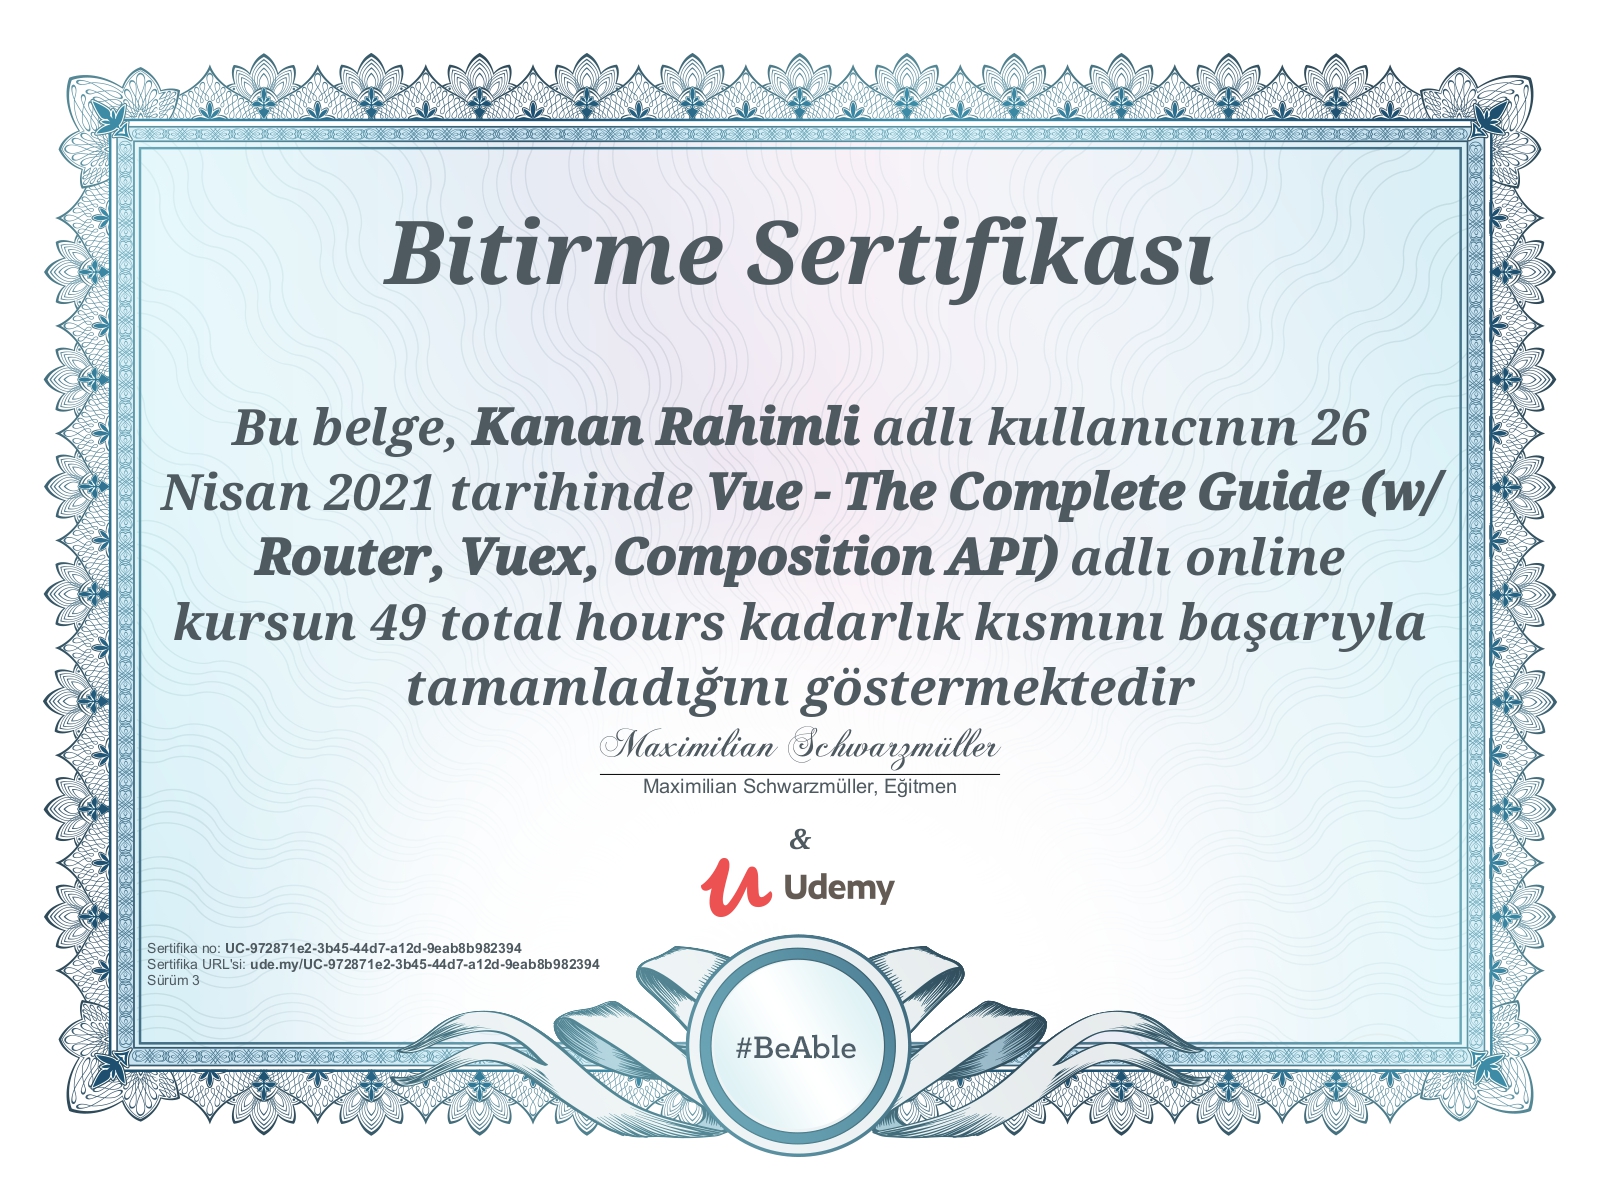 Bitirme Sertifikası
Bu belge, Kanan Rahimli adlı kullanıcının 26
Nisan 2021 tarihinde Vue - The Complete Guide (w/
Router, Vuex, Composition API) adlı online
kursun 49 total hours kadarlık kısmını başarıyla
tamamladığını göstermektedir
Maximilian Schwarzmüller
Maximilian Schwarzmüller, Eğitmen
&
Udemy
Sertifika no: UC-972871e2-3b45-44d7-a12d-9eab8b982394
Sertifika URL'si: ude.my/UC-972871e2-3b45-44d7-a12d-9eab8b982394
Sürüm 3
#BeAble